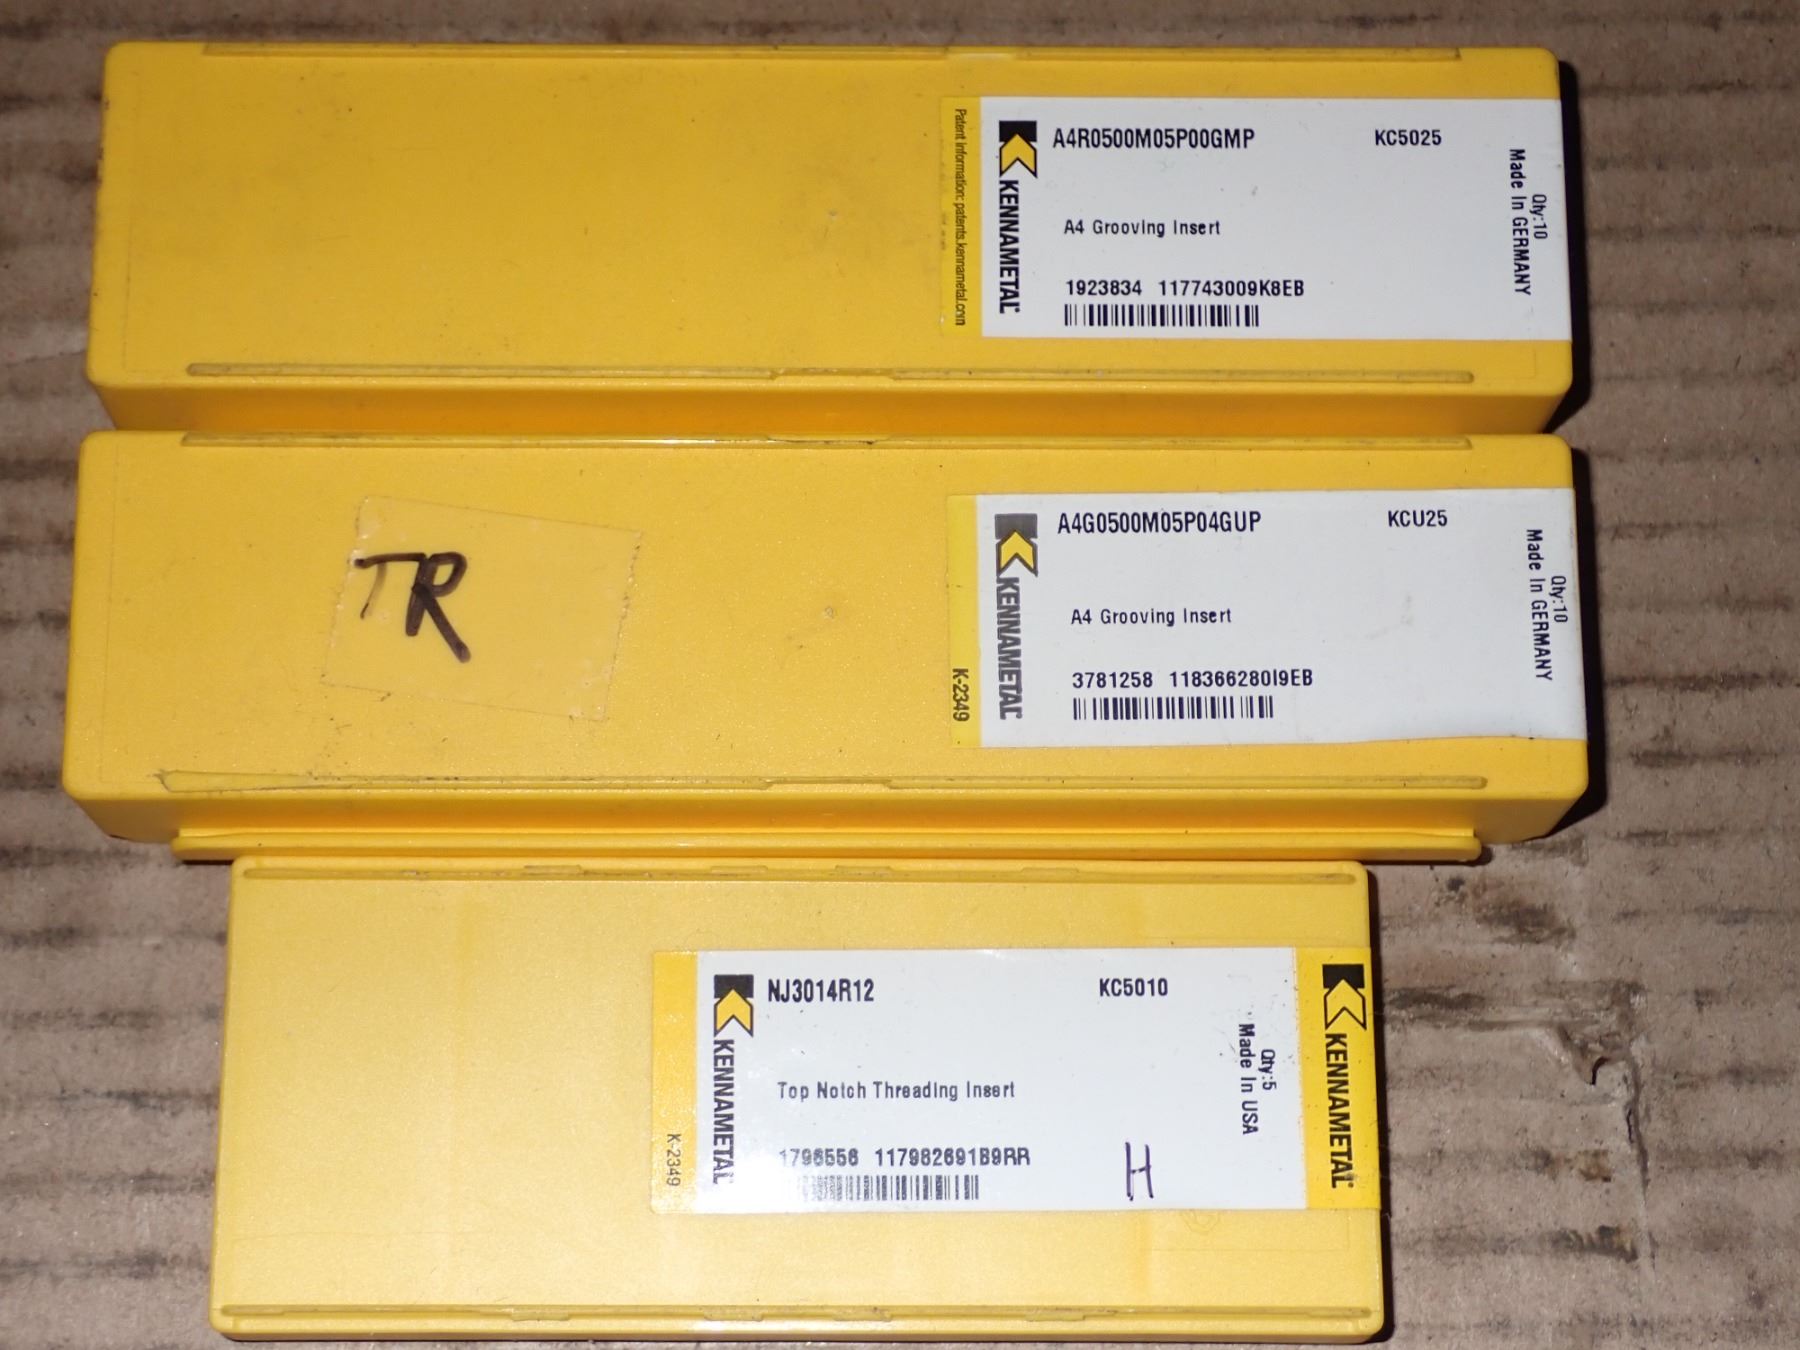 Patent information: patents.kennametal.com
KENNAMETAL
A4R0500M05P00GMP KC5025
A4 Grooving Insert
1923834 117743009K8EB
Qty:10
Made In GERMANY
TR
K-2349
KENNAMETAL
A4G0500M05P04GUP KCU25
A4 Grooving Insert
3781258 118366280I9EB
Qty:10
Made In GERMANY
K-2349
KENNAMETAL
NJ3014R12 KC5010
Top Notch Threading Insert
1796556 117982691B9RR
H
Qty:5
Made In USA
KENNAMETAL